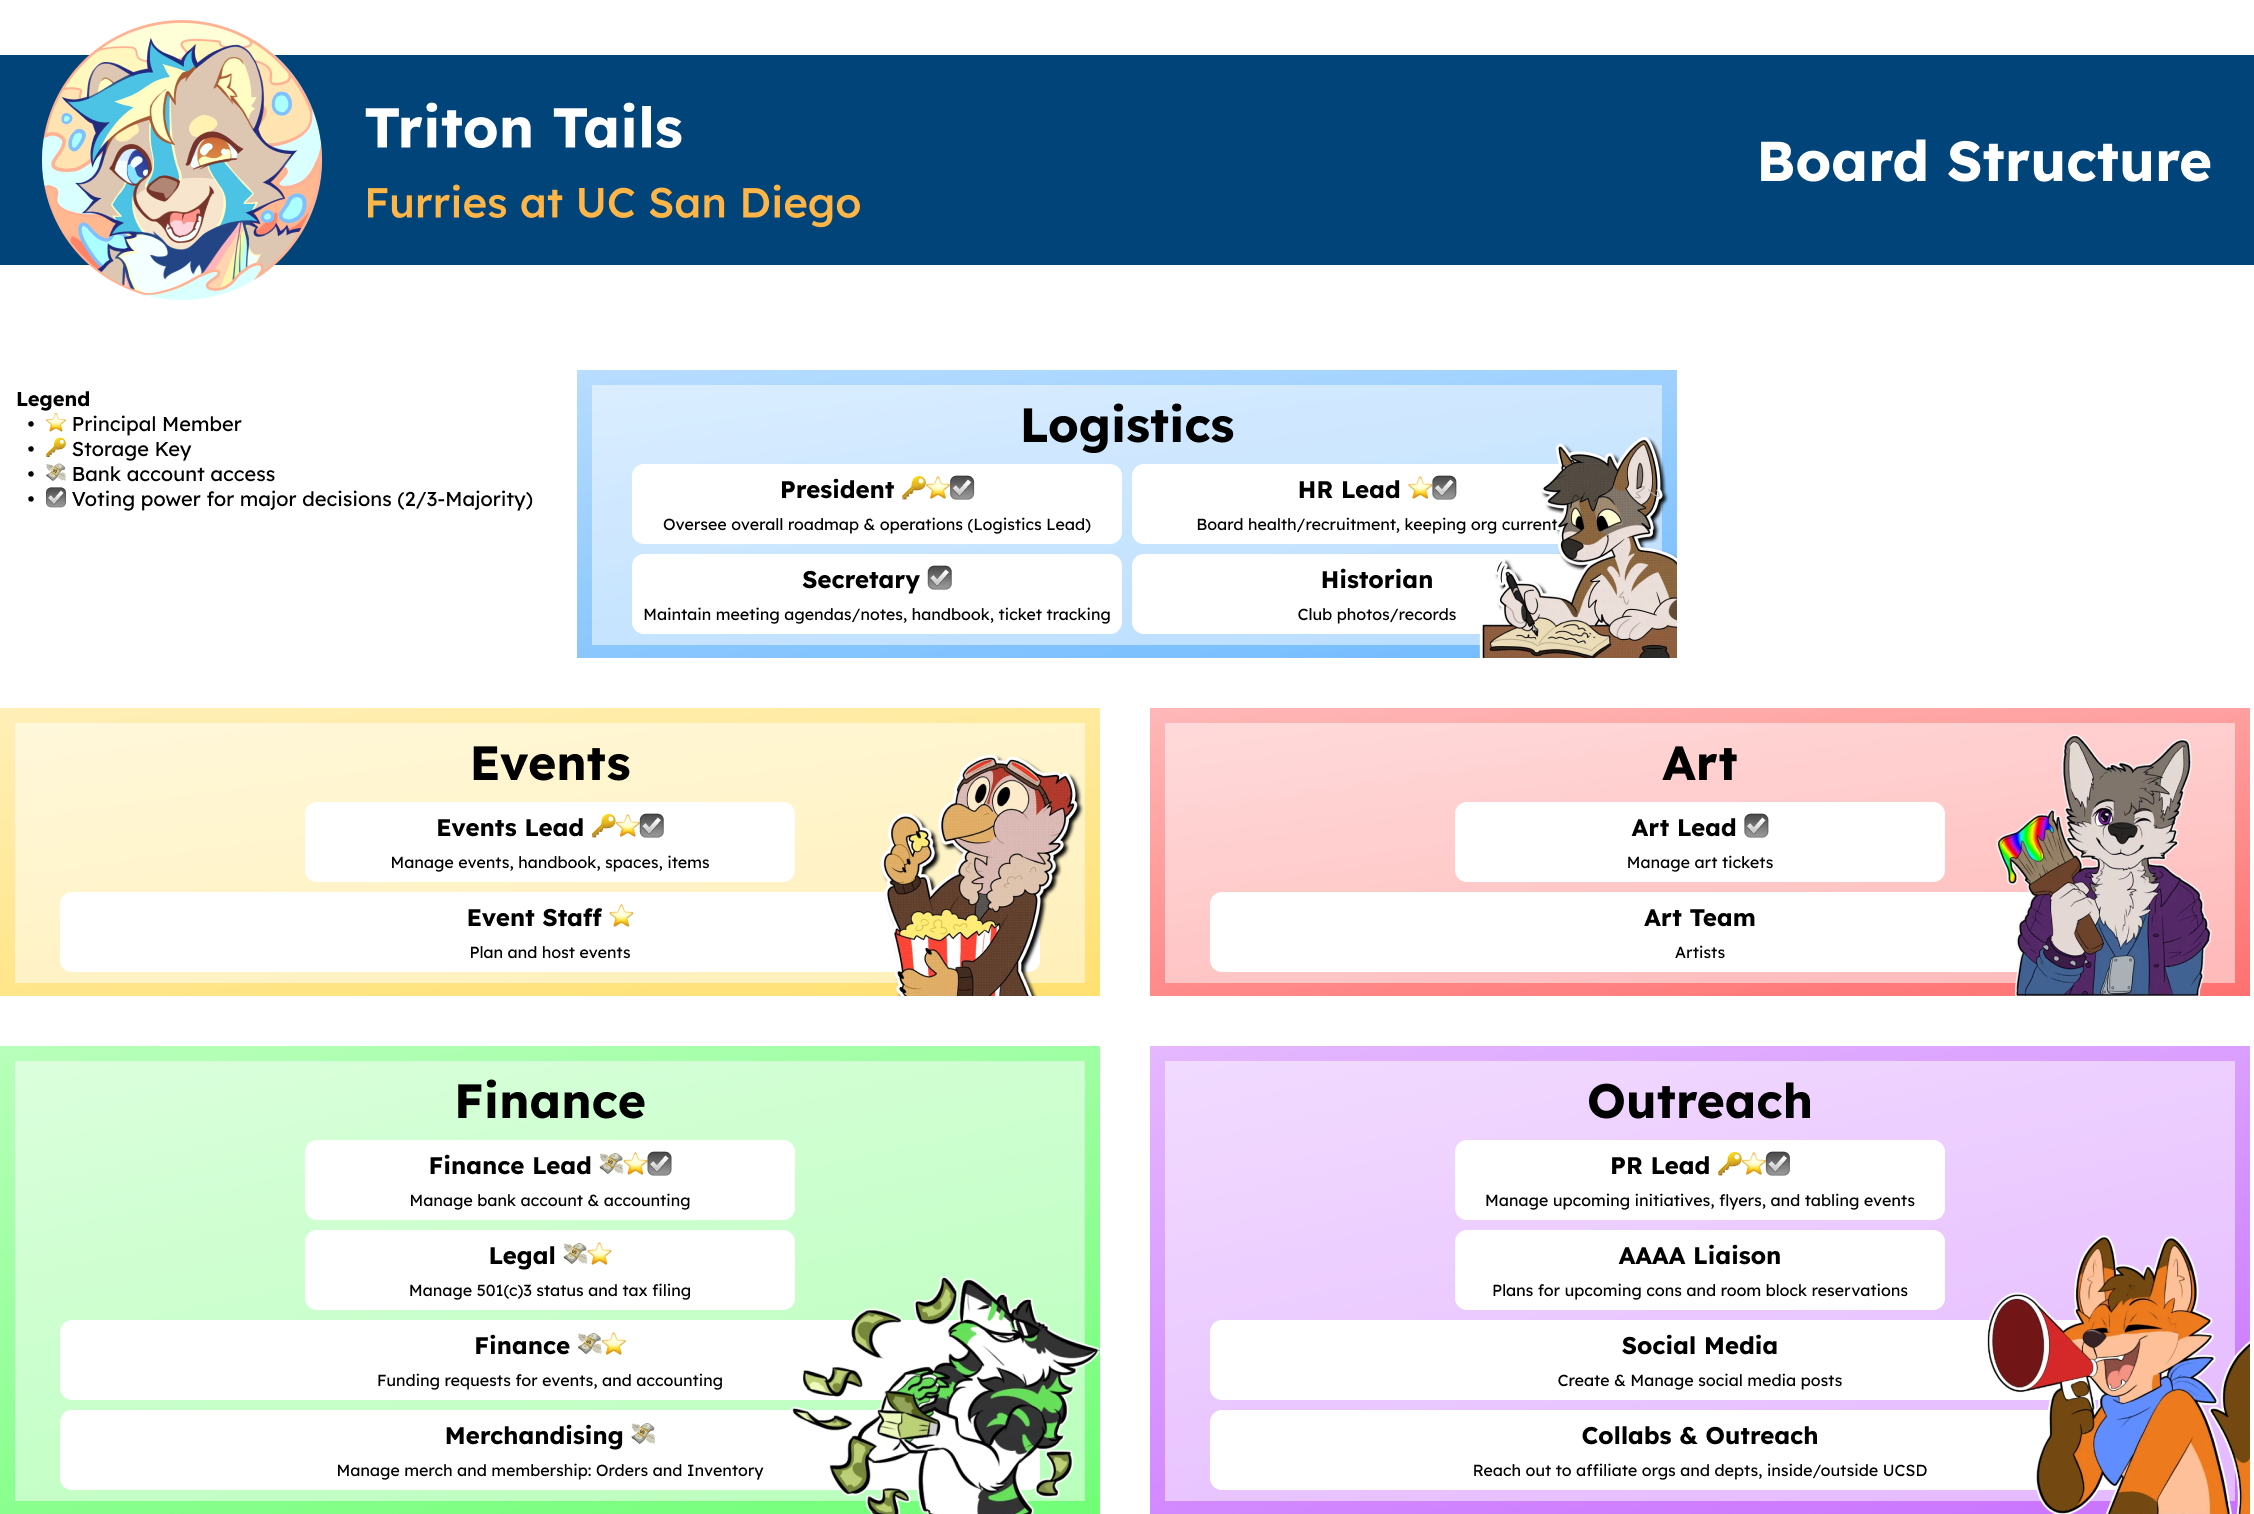 Triton Tails
Furries at UC San Diego
Board Structure
Legend
• ⭐ Principal Member
• 🔑 Storage Key
• 💸 Bank account access
• ☑️ Voting power for major decisions (2/3-Majority)
Logistics
President 🔑⭐☑️
Oversee overall roadmap & operations (Logistics Lead)
HR Lead ⭐☑️
Board health/recruitment, keeping org current
Secretary ☑️
Maintain meeting agendas/notes, handbook, ticket tracking
Historian
Club photos/records
Events
Events Lead 🔑⭐☑️
Manage events, handbook, spaces, items
Event Staff ⭐
Plan and host events
Art
Art Lead ☑️
Manage art tickets
Art Team
Artists
Finance
Finance Lead 💸⭐☑️
Manage bank account & accounting
Legal 💸⭐
Manage 501(c)3 status and tax filing
Finance 💸⭐
Funding requests for events, and accounting
Merchandising 💸
Manage merch and membership: Orders and Inventory
Outreach
PR Lead 🔑⭐☑️
Manage upcoming initiatives, flyers, and tabling events
AAAA Liaison
Plans for upcoming cons and room block reservations
Social Media
Create & Manage social media posts
Collabs & Outreach
Reach out to affiliate orgs and depts, inside/outside UCSD